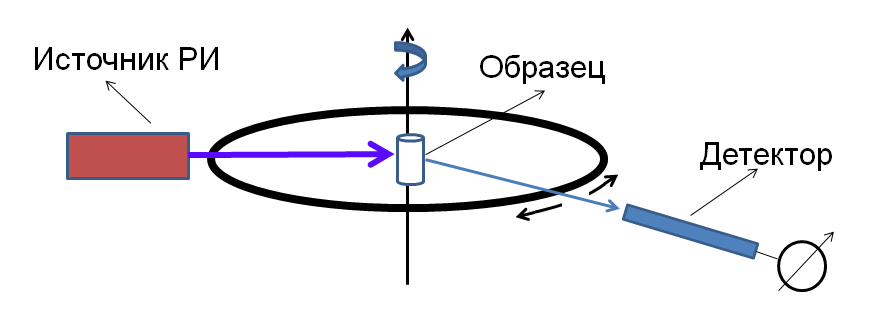 Источник РИ
Образец
Детектор